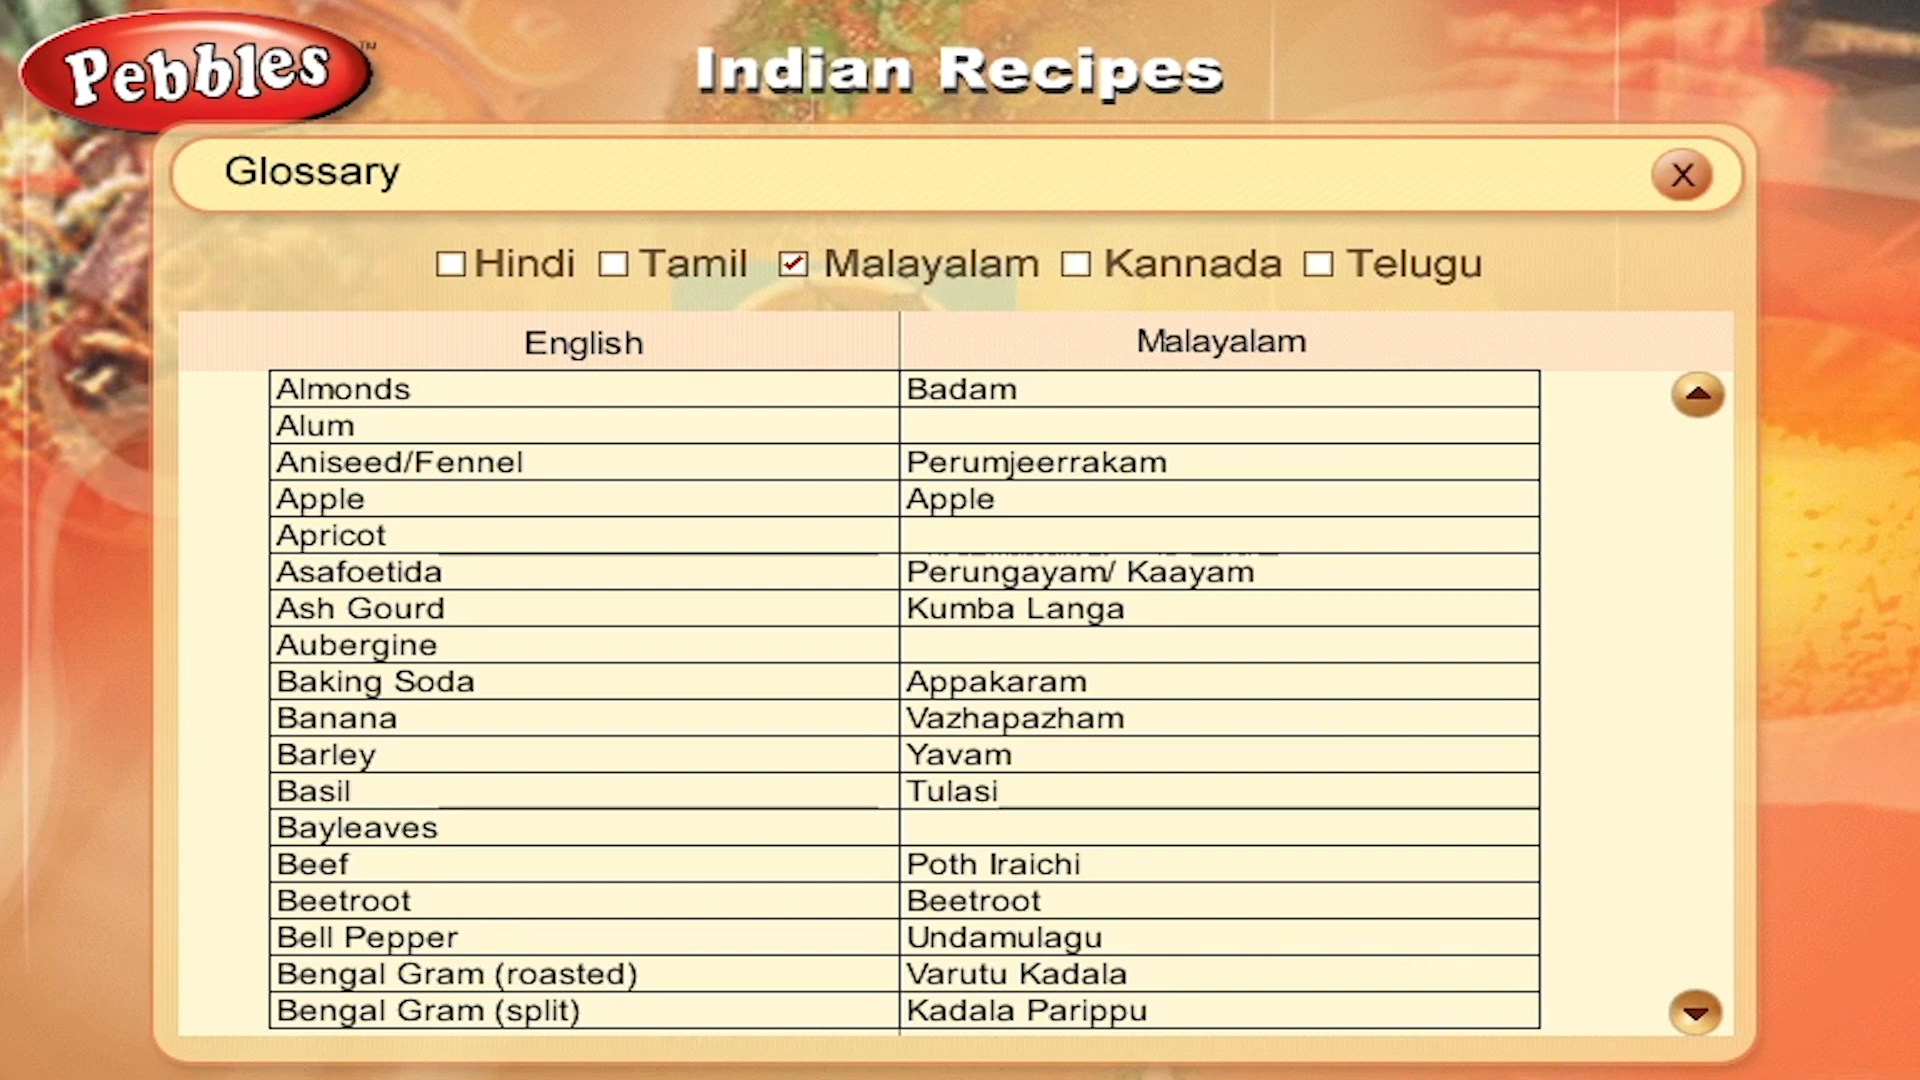 Pebbles™
Indian Recipes
Glossary
X
Hindi Tamil Malayalam Kannada Telugu
English Malayalam
Almonds Badam
Alum
Aniseed/Fennel Perumjeerrakam
Apple Apple
Apricot
Asafoetida Perungayam/ Kaayam
Ash Gourd Kumba Langa
Aubergine
Baking Soda Appakaram
Banana Vazhapazham
Barley Yavam
Basil Tulasi
Bayleaves
Beef Poth Iraichi
Beetroot Beetroot
Bell Pepper Undamulagu
Bengal Gram (roasted) Varutu Kadala
Bengal Gram (split) Kadala Parippu